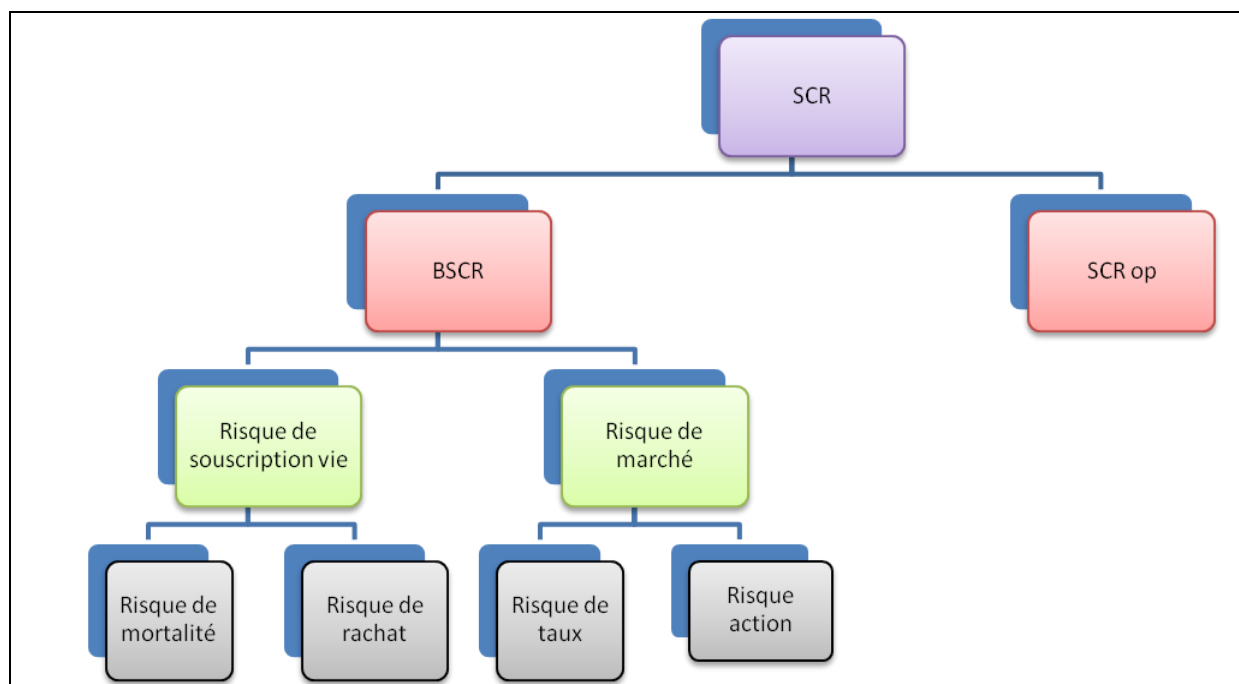 SCR
BSCR
SCR op
Risque de
souscription vie
Risque de
marché
Risque de
mortalité
Risque de
rachat
Risque de
taux
Risque
action